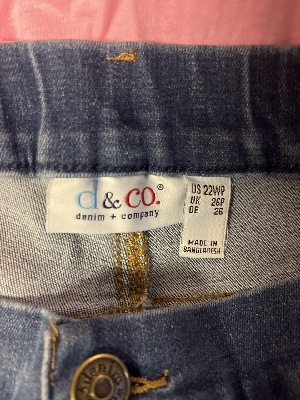 d & co.®
denim + company
US 22WP
UK 26P
DE 26
MADE IN
BANGLADESH